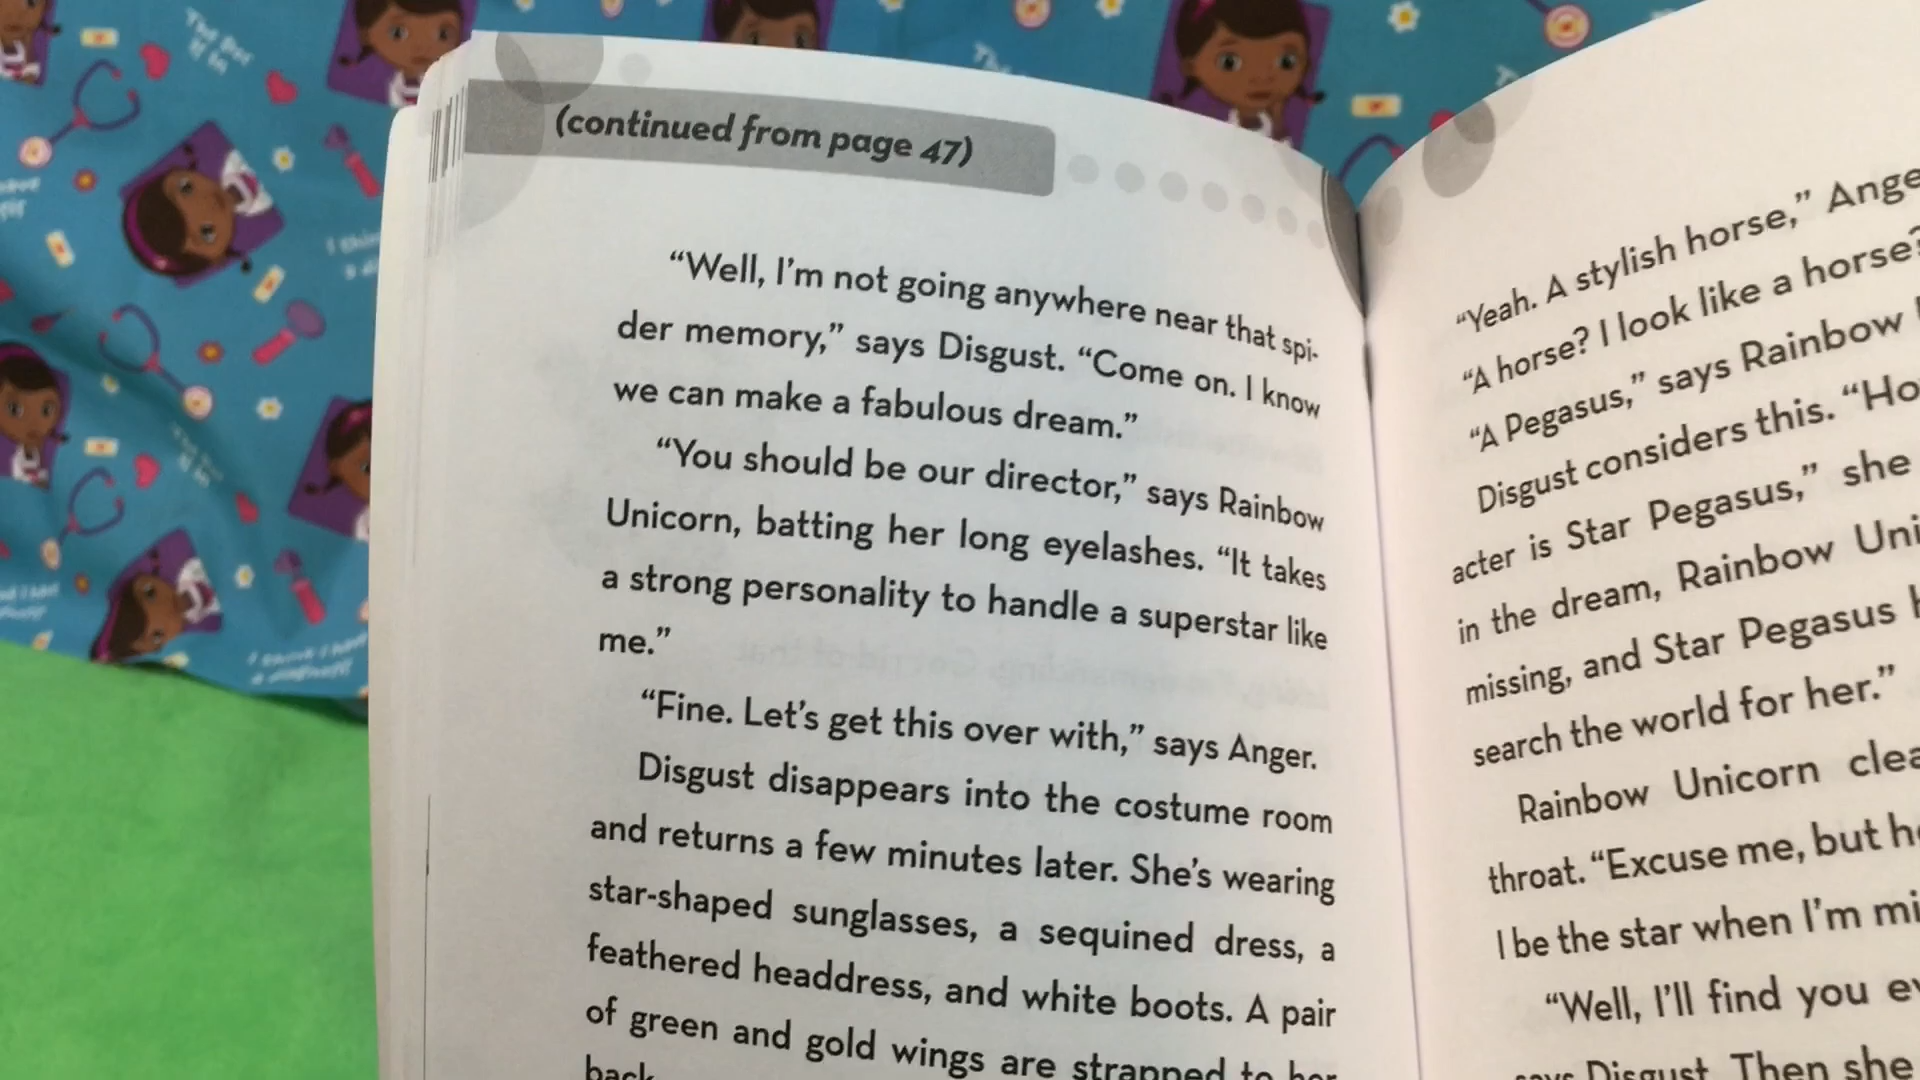 (continued from page 47)
“Well, I’m not going anywhere near that spi-
der memory,” says Disgust. “Come on. I know
we can make a fabulous dream.”
“You should be our director,” says Rainbow
Unicorn, batting her long eyelashes. “It takes
a strong personality to handle a superstar like
me.”
“Fine. Let’s get this over with,” says Anger.
Disgust disappears into the costume room
and returns a few minutes later. She’s wearing
star-shaped sunglasses, a sequined dress, a
feathered headdress, and white boots. A pair
of green and gold wings are strapped to her
back
“Yeah. A stylish horse,” Ange
“A horse? I look like a horse?
“A Pegasus,” says Rainbow
Disgust considers this. “Ho
acter is Star Pegasus,” she
in the dream, Rainbow Uni
missing, and Star Pegasus
search the world for her.”
Rainbow Unicorn clea
throat. “Excuse me, but h
I be the star when I’m mi
“Well, I’ll find you ev
says Disgust. Then she